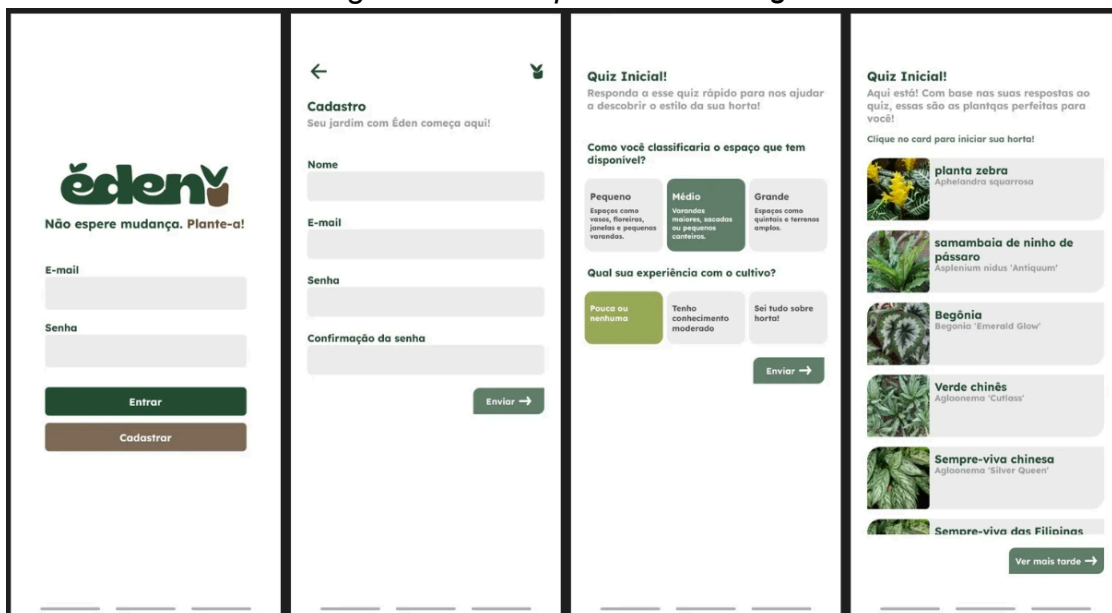 éden
Não espere mudança. Plante-a!
E-mail
Senha
Entrar
Cadastrar
Cadastro
Seu jardim com Éden começa aqui!
Nome
E-mail
Senha
Confirmação da senha
Enviar →
Quiz Inicial!
Responda a esse quiz rápido para nos ajudar
a descobrir o estilo da sua horta!
Como você classificaria o espaço que tem
disponível?
Pequeno
Espaços como
vasos, floreiras,
janelas e pequenas
varandas.
Médio
Varandas
maiores, sacadas
ou pequenos
canteiros.
Grande
Espaços como
quintais e terrenos
amplos.
Qual sua experiência com o cultivo?
Pouca ou
nenhuma
Tenho
conhecimento
moderado
Sei tudo sobre
horta!
Enviar →
Quiz Inicial!
Aqui está! Com base nas suas respostas ao
quiz, essas são as plantqas perfeitas para
você!
Clique no card para iniciar sua horta!
planta zebra
Aphelandra squarrosa
samambaia de ninho de
pássaro
Asplenium nidus 'Antiquum'
Begônia
Begonia 'Emerald Glow'
Verde chinês
Aglaonema 'Cutlass'
Sempre-viva chinesa
Aglaonema 'Silver Queen'
Sempre-viva das Filipinas
Ver mais tarde →